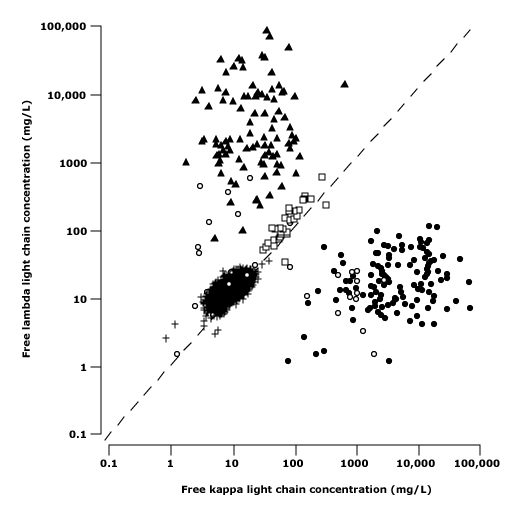 100,000
10,000
1000
100
10
1
0.1
Free lambda light chain concentration (mg/L)
0.1 1 10 100 1000 10,000 100,000
Free kappa light chain concentration (mg/L)